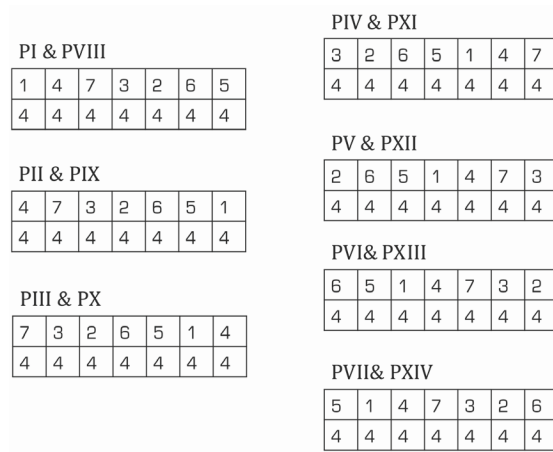 PI & PVIII
1 4 7 3 2 6 5
4 4 4 4 4 4 4
PII & PIX
4 7 3 2 6 5 1
4 4 4 4 4 4 4
PIII & PX
7 3 2 6 5 1 4
4 4 4 4 4 4 4
PIV & PXI
3 2 6 5 1 4 7
4 4 4 4 4 4 4
PV & PXII
2 6 5 1 4 7 3
4 4 4 4 4 4 4
PVI& PXIII
6 5 1 4 7 3 2
4 4 4 4 4 4 4
PVII& PXIV
5 1 4 7 3 2 6
4 4 4 4 4 4 4